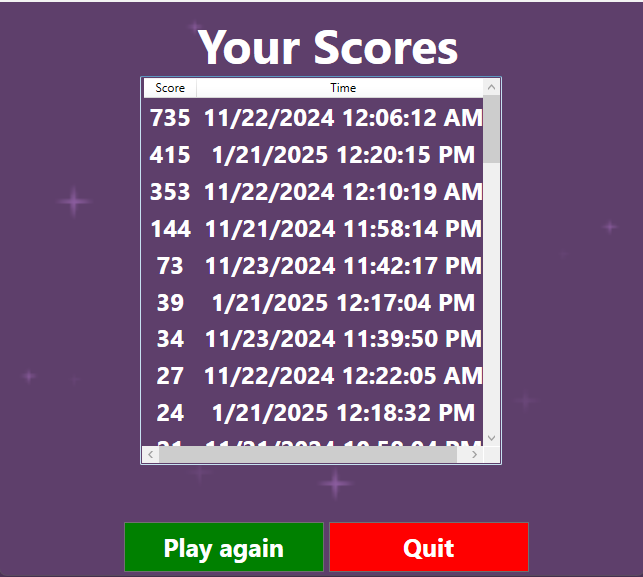 Your Scores
Score Time
735 11/22/2024 12:06:12 AM
415 1/21/2025 12:20:15 PM
353 11/22/2024 12:10:19 AM
144 11/21/2024 11:58:14 PM
73 11/23/2024 11:42:17 PM
39 1/21/2025 12:17:04 PM
34 11/23/2024 11:39:50 PM
27 11/22/2024 12:22:05 AM
24 1/21/2025 12:18:32 PM
Play again Quit